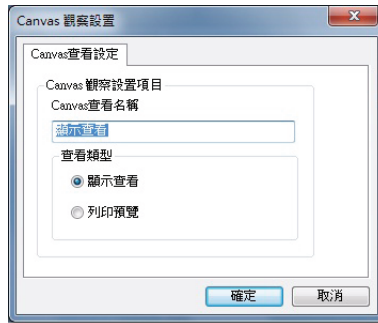 Canvas 觀察設置
Canvas查看設定
Canvas 觀察設置項目
Canvas查看名稱
顯示查看
查看類型
顯示查看
列印預覽
確定
取消